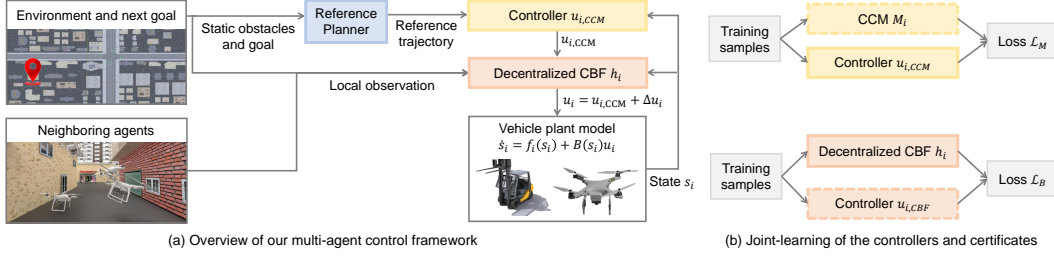 Environment and next goal
Static obstacles
and goal
Reference
Planner
Reference
trajectory
Controller u_{i,CCM}
u_{i,CCM}
Decentralized CBF h_i
Local observation
u_i = u_{i,CCM} + Δu_i
Neighboring agents
Vehicle plant model
ṡ_i = f_i(s_i) + B(s_i)u_i
State s_i
(a) Overview of our multi-agent control framework
Training
samples
CCM M_i
Controller u_{i,CCM}
Loss ℒ_M
Training
samples
Decentralized CBF h_i
Controller u_{i,CBF}
Loss ℒ_B
(b) Joint-learning of the controllers and certificates